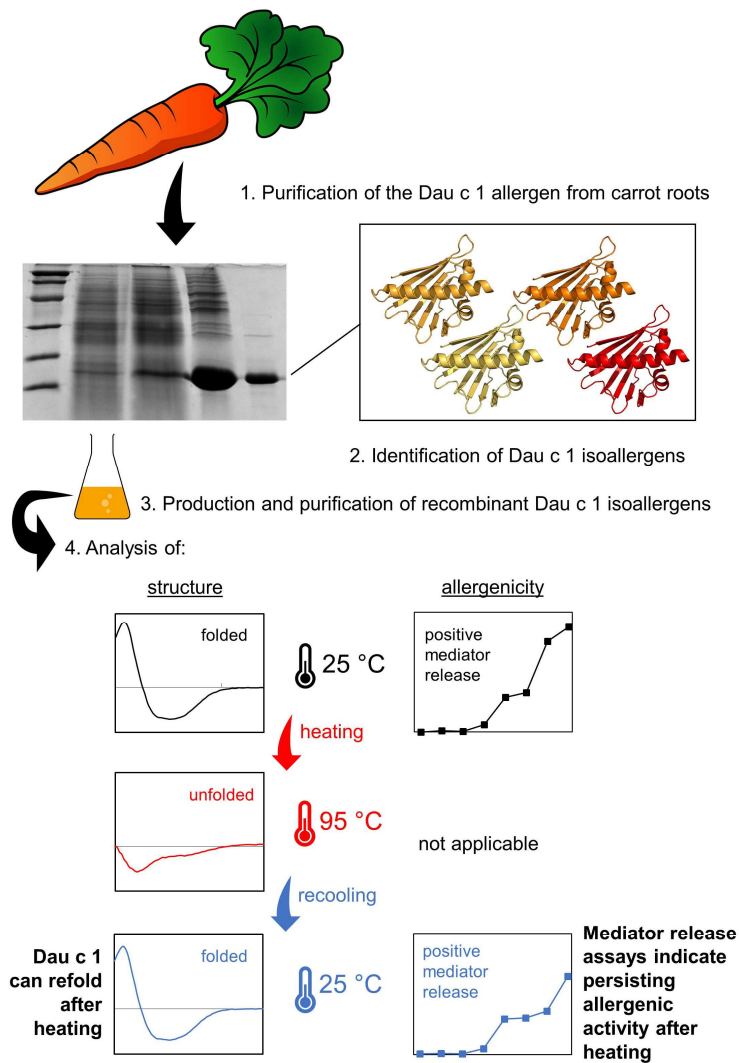 1. Purification of the Dau c 1 allergen from carrot roots
2. Identification of Dau c 1 isoallergens
3. Production and purification of recombinant Dau c 1 isoallergens
4. Analysis of:
structure
allergenicity
folded
25 °C
positive
mediator
release
heating
unfolded
95 °C
not applicable
recooling
Dau c 1
can refold
after
heating
folded
25 °C
positive
mediator
release
Mediator release
assays indicate
persisting
allergenic
activity after
heating